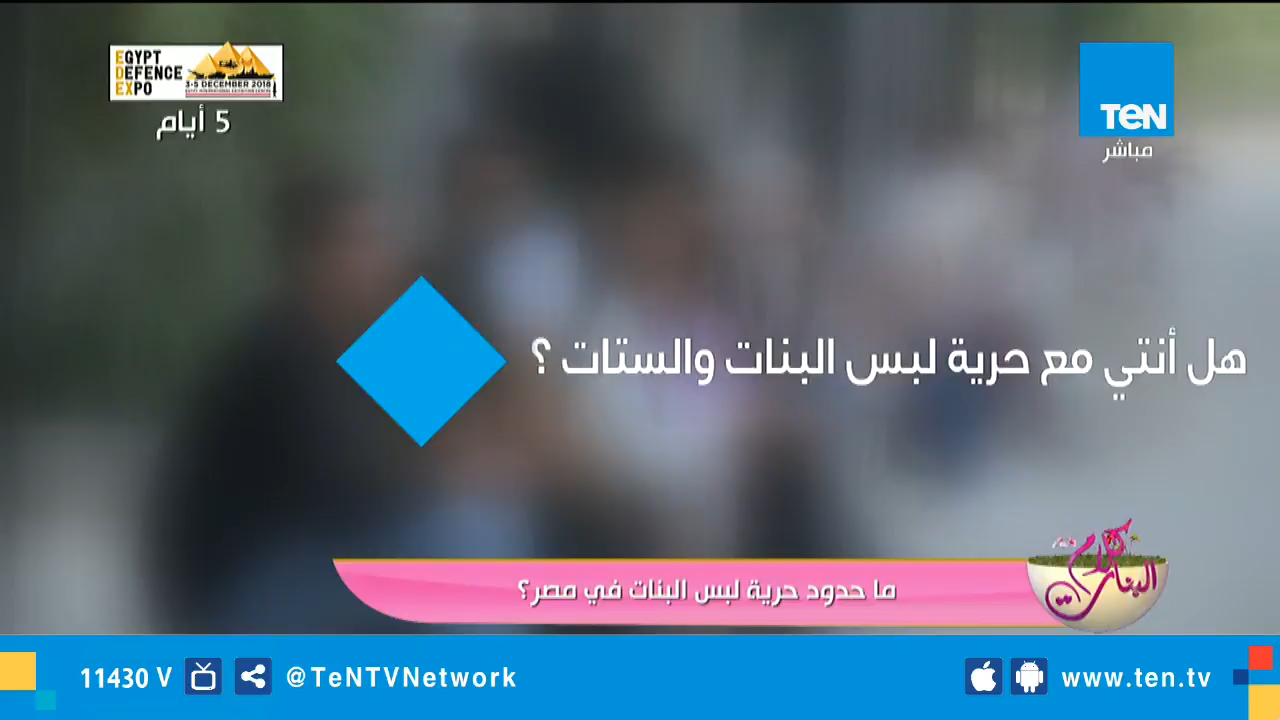 EGYPT
DEFENCE
EXPO
3-5 DECEMBER 2018
5 أيام
TeN
مباشر
هل أنتي مع حرية لبس البنات والستات ؟
ما حدود حرية لبس البنات في مصر؟
كلام
البنات
11430 V
@TeNTVNetwork
www.ten.tv